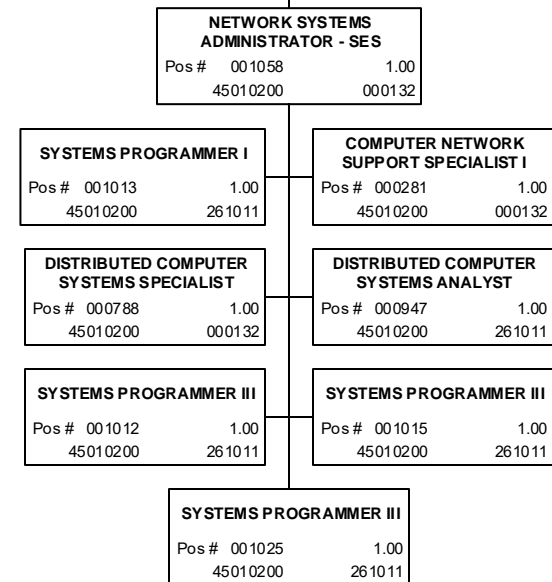 NETWORK SYSTEMS
ADMINISTRATOR - SES
Pos # 001058 1.00
45010200 000132
SYSTEMS PROGRAMMER I
Pos # 001013 1.00
45010200 261011
COMPUTER NETWORK
SUPPORT SPECIALIST I
Pos # 000281 1.00
45010200 000132
DISTRIBUTED COMPUTER
SYSTEMS SPECIALIST
Pos # 000788 1.00
45010200 000132
DISTRIBUTED COMPUTER
SYSTEMS ANALYST
Pos # 000947 1.00
45010200 261011
SYSTEMS PROGRAMMER III
Pos # 001012 1.00
45010200 261011
SYSTEMS PROGRAMMER III
Pos # 001015 1.00
45010200 261011
SYSTEMS PROGRAMMER III
Pos # 001025 1.00
45010200 261011